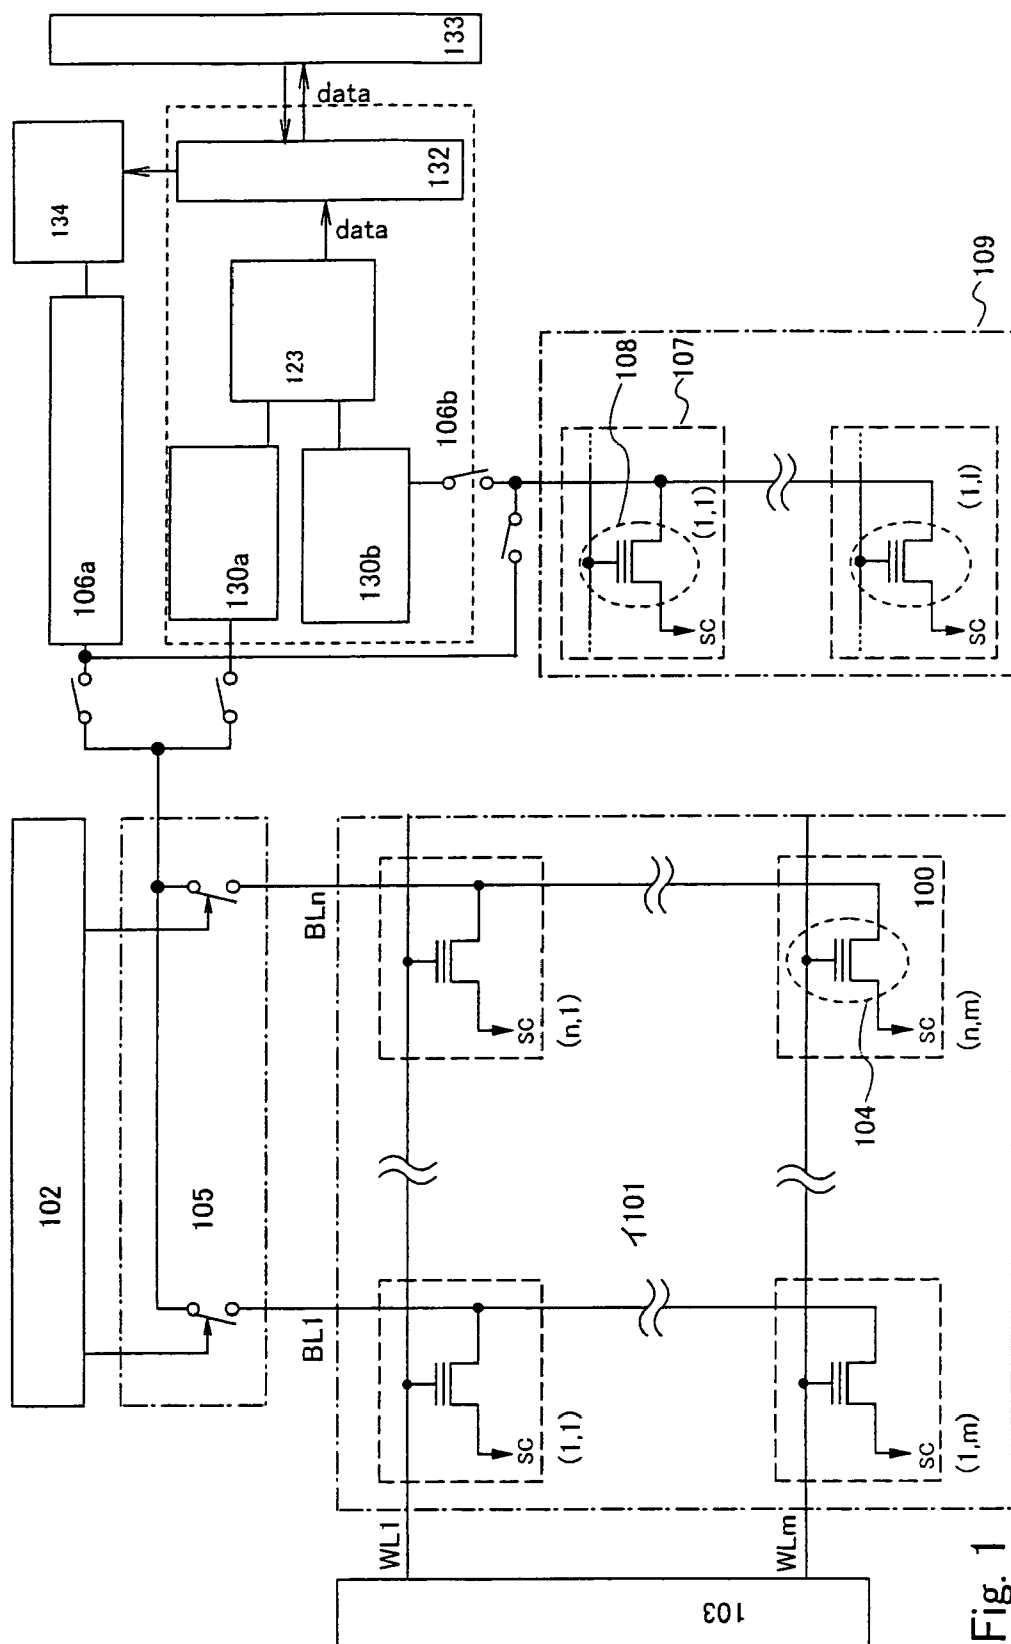 102
105
BL1
BLn
106a
134
133
data
132
data
123
130a
130b
106b
108
107
109
(1,1)
SC
(1,l)
SC
WL1
SC
(1,1)
SC
(n,1)
101
103
WLm
SC
(1,m)
104
SC
(n,m)
100
Fig. 1